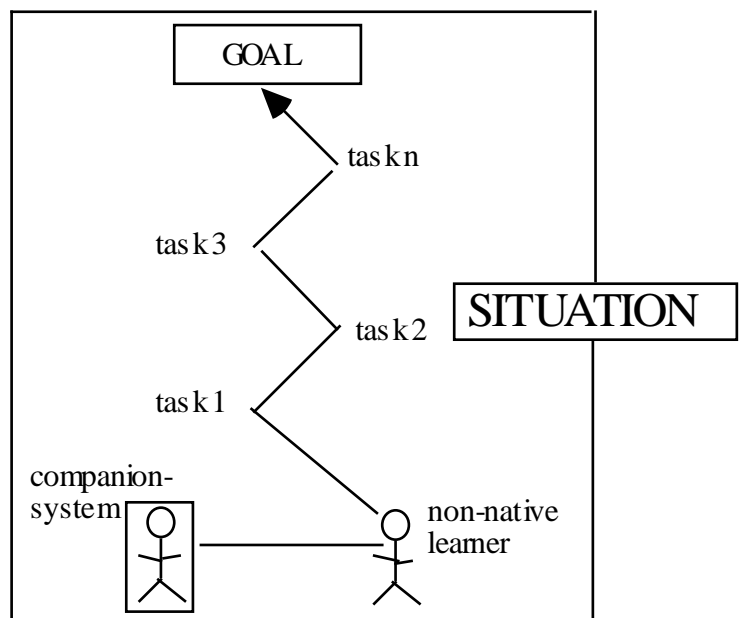 GOAL
taskn
task3
SITUATION
task2
task1
companion-
system
non-native
learner